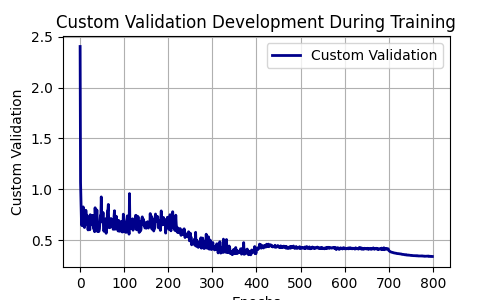 Custom Validation Development During Training
Custom Validation
Custom Validation
2.5
2.0
1.5
1.0
0.5
0 100 200 300 400 500 600 700 800
Epochs